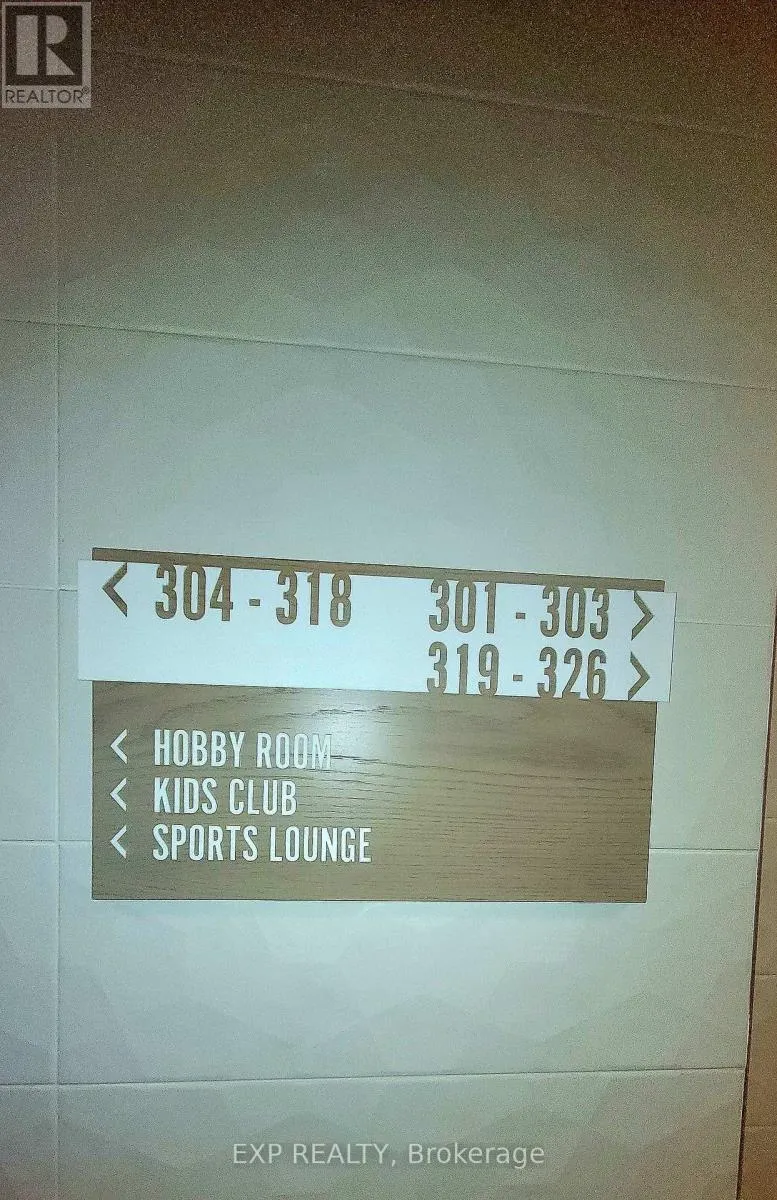 R
REALTOR®
< 304 - 318 301 - 303 >
319 - 326 >
< HOBBY ROOM
< KIDS CLUB
< SPORTS LOUNGE
EXP REALTY, Brokerage